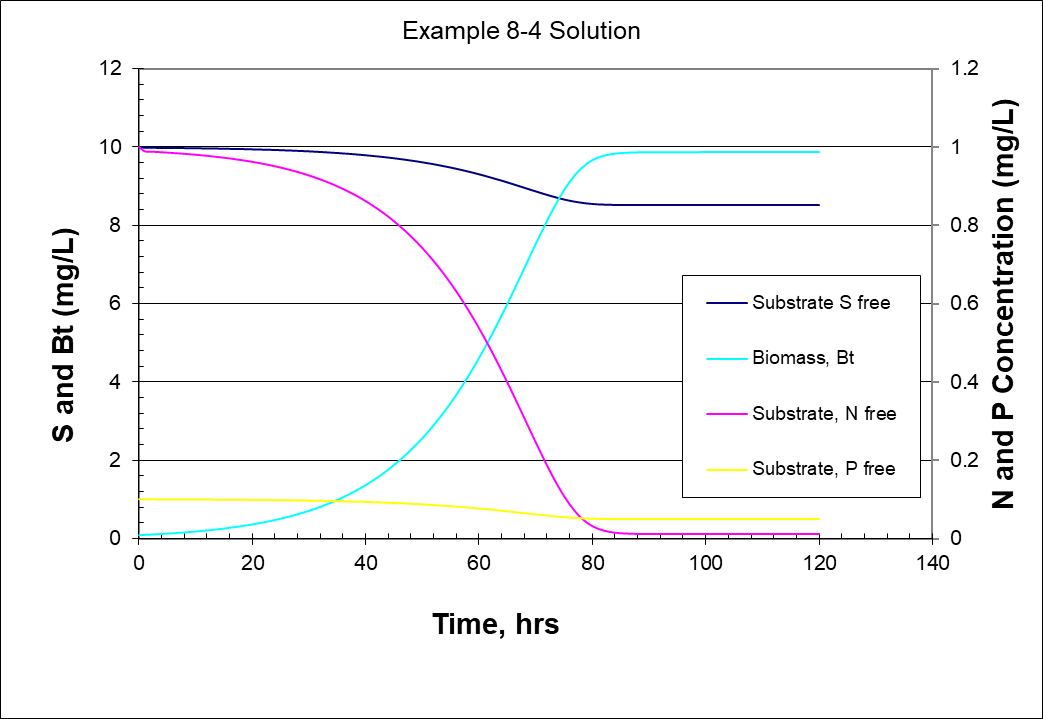 Example 8-4 Solution
12
10
8
6
4
2
0
S and Bt (mg/L)
1.2
1
0.8
0.6
0.4
0.2
0
N and P Concentration (mg/L)
Substrate S free
Biomass, Bt
Substrate, N free
Substrate, P free
0 20 40 60 80 100 120 140
Time, hrs